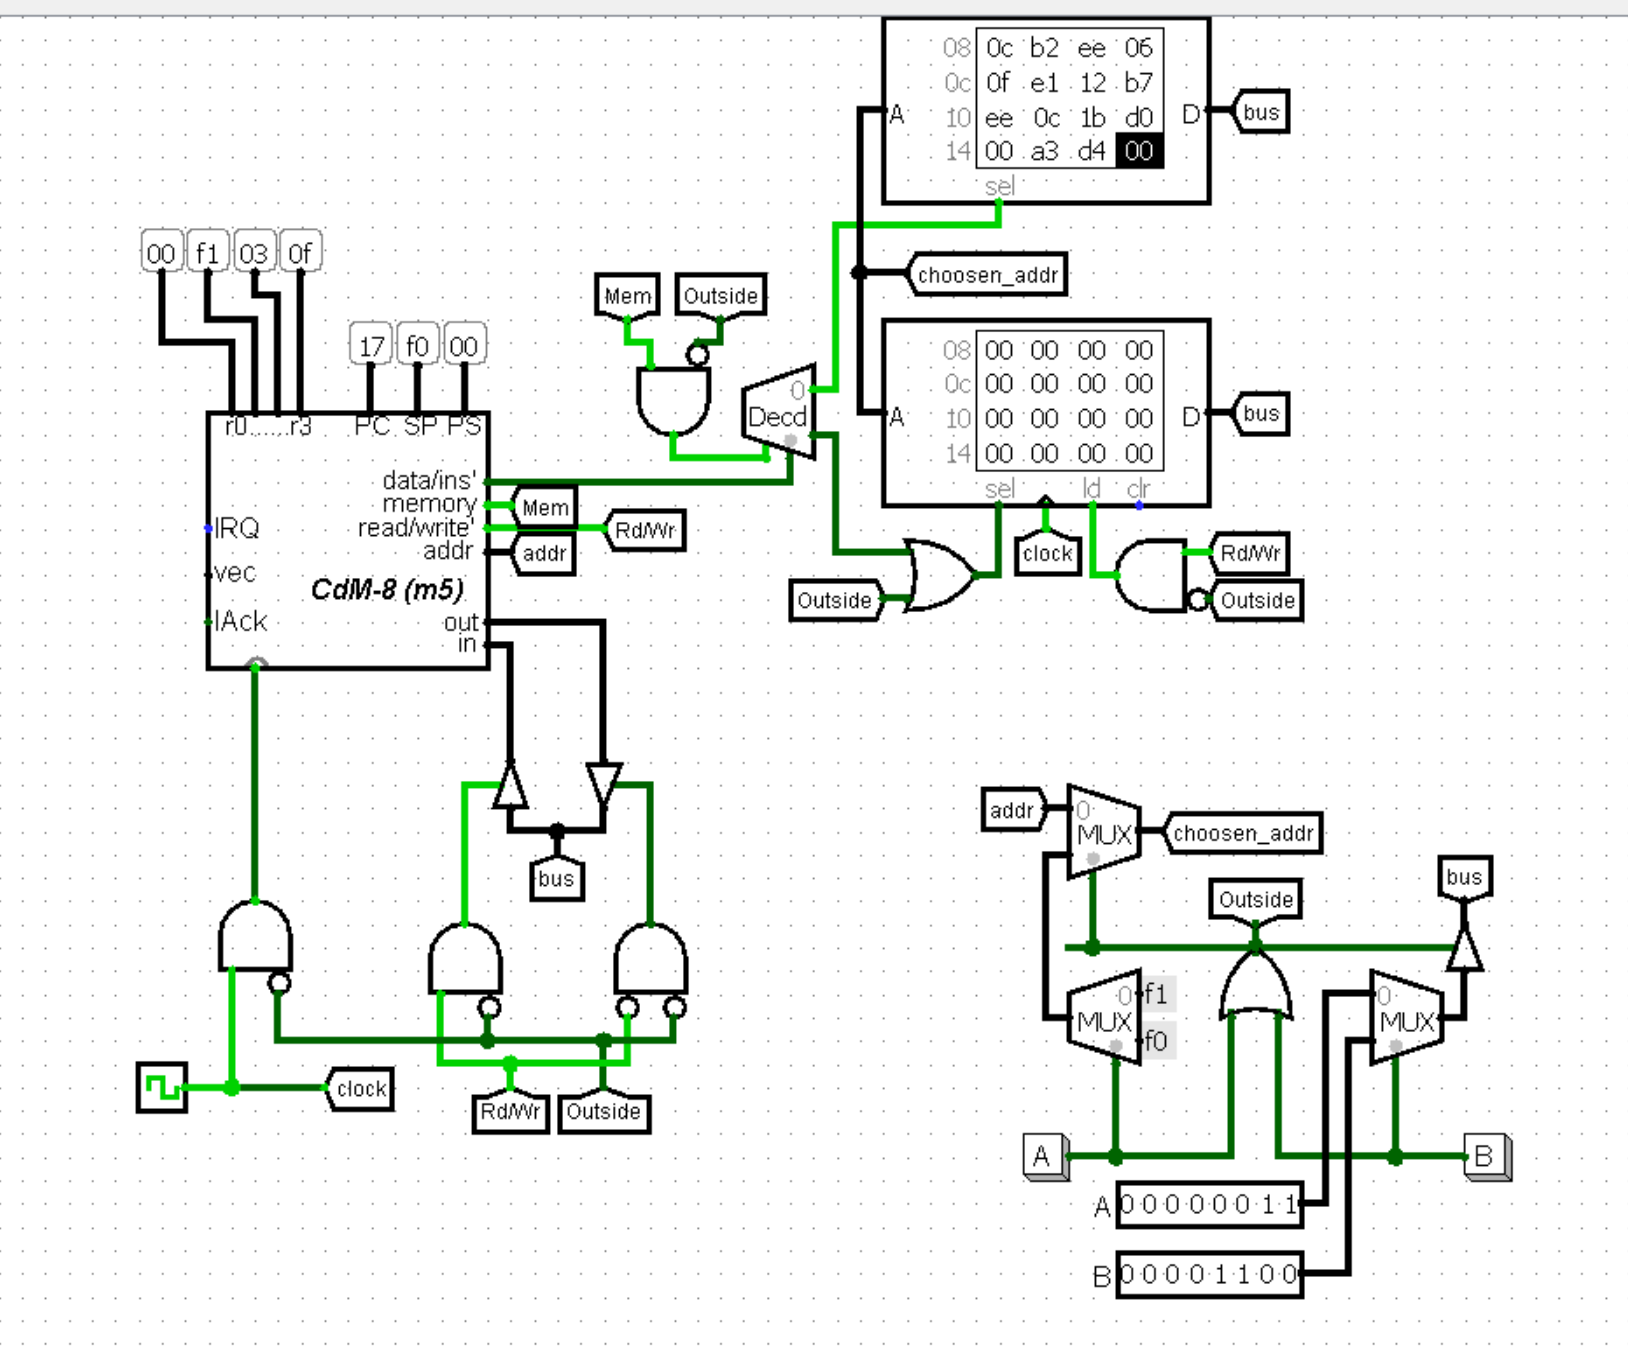 08 0c b2 ee 06
0c 0f e1 12 b7
A 10 ee 0c 1b d0 D bus
14 00 a3 d4 00
sel
00 f1 03 0f
choosen_addr
Mem Outside
17 f0 00
08 00 00 00 00
0c 00 00 00 00
A 10 00 00 00 00 D bus
14 00 00 00 00
sel ld clr
0
Decd
r0......r3 PC SP PS
data/ins'
memory Mem
read/write' Rd/Wr
addr addr
IRQ
vec
CdM-8 (m5)
IAck
out
in
clock Rd/Wr
Outside Outside
bus
addr 0
MUX choosen_addr
bus
Outside
0 f1
MUX
f0
0
MUX
clock
Rd/Wr Outside
A B
A 0 0 0 0 0 0 1 1
B 0 0 0 0 1 1 0 0